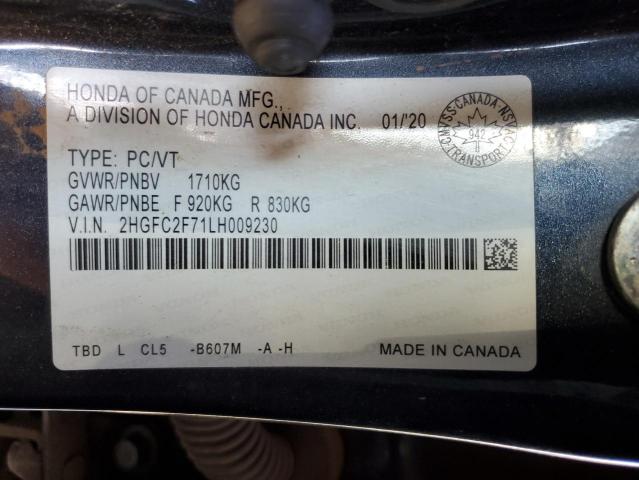 HONDA OF CANADA MFG.,
A DIVISION OF HONDA CANADA INC. 01/'20
CMVSS-CANADA-NSVAC
942
TRANSPORT
TYPE: PC/VT
GVWR/PNBV 1710KG
GAWR/PNBE F 920KG R 830KG
V.I.N. 2HGFC2F71LH009230
TBD L CL5 -B607M -A -H MADE IN CANADA